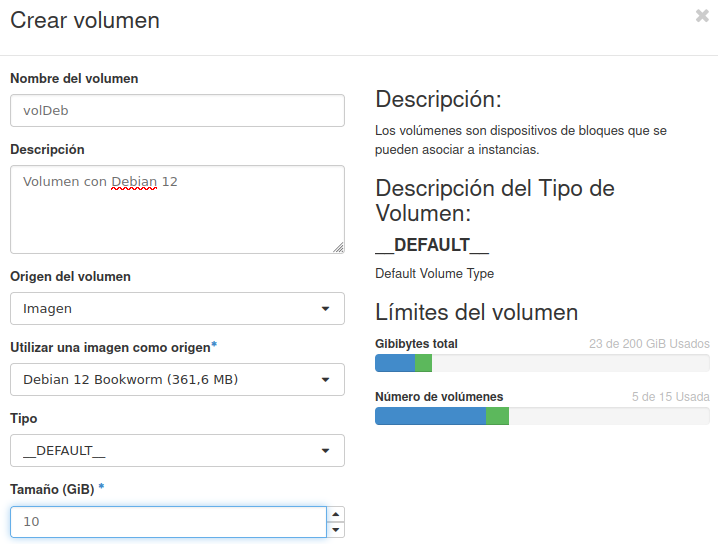 Crear volumen
Nombre del volumen
volDeb
Descripción
Volumen con Debian 12
Origen del volumen
Imagen
Utilizar una imagen como origen*
Debian 12 Bookworm (361,6 MB)
Tipo
__DEFAULT__
Tamaño (GiB) *
10
Descripción:
Los volúmenes son dispositivos de bloques que se
pueden asociar a instancias.
Descripción del Tipo de
Volumen:
__DEFAULT__
Default Volume Type
Límites del volumen
Gibibytes total
23 de 200 GiB Usados
Número de volúmenes
5 de 15 Usada